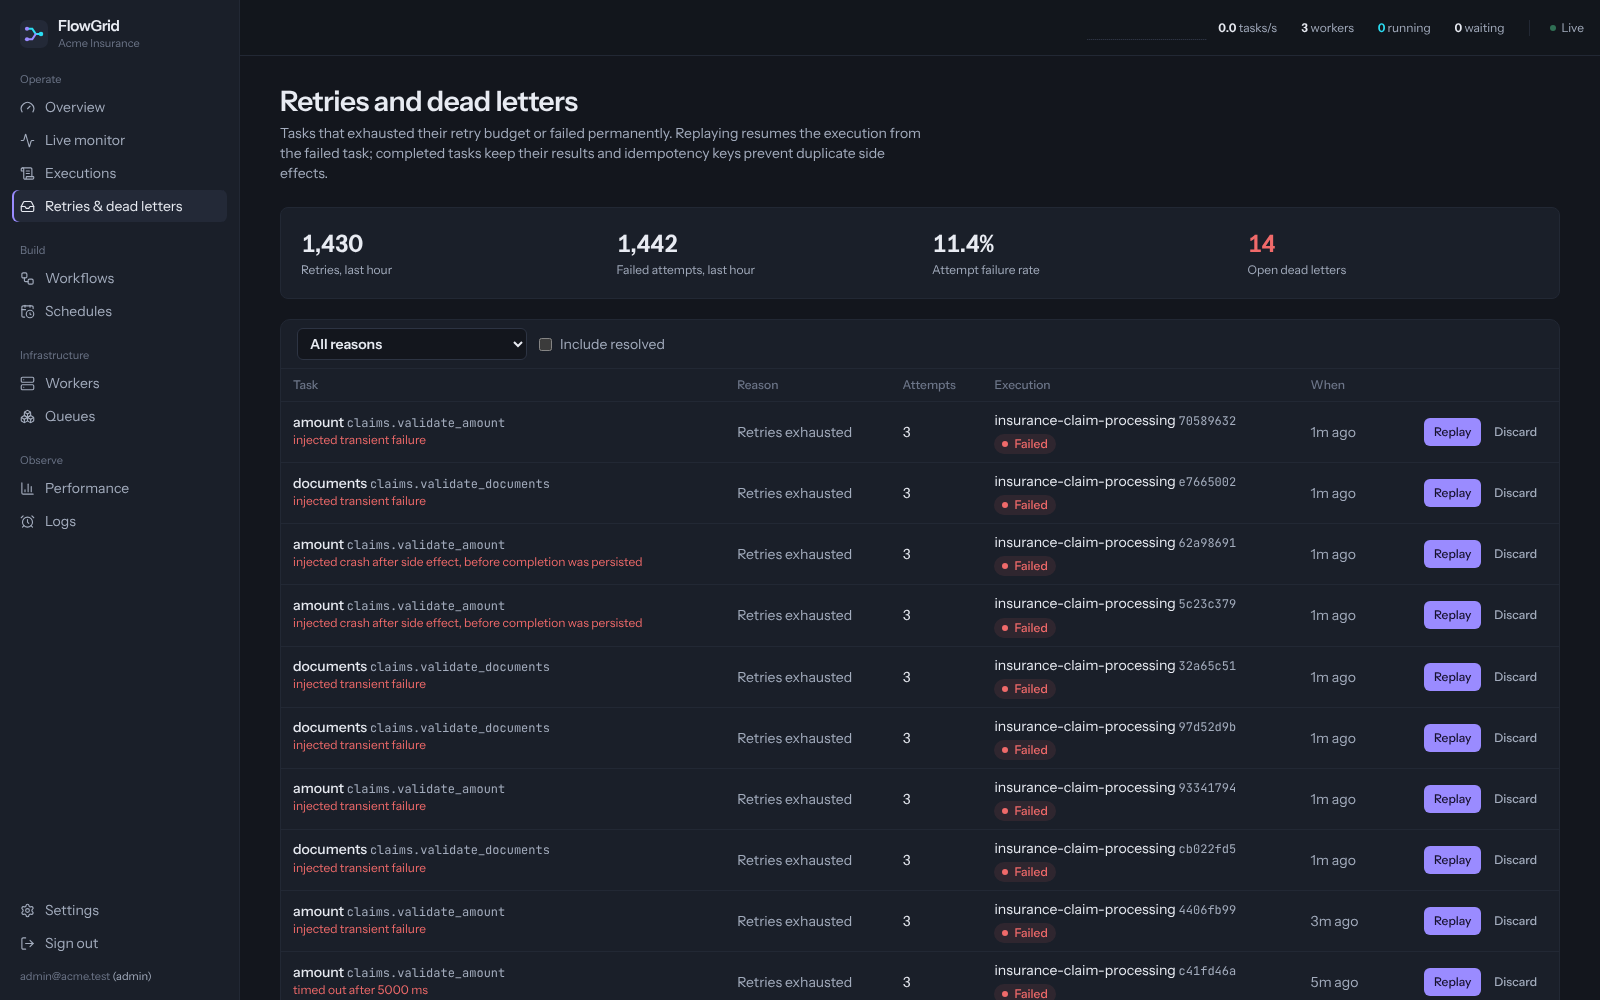 FlowGrid
Acme Insurance
0.0 tasks/s 3 workers 0 running 0 waiting Live
Operate
Overview
Live monitor
Executions
Retries & dead letters
Build
Workflows
Schedules
Infrastructure
Workers
Queues
Observe
Performance
Logs
Settings
Sign out
admin@acme.test (admin)
Retries and dead letters
Tasks that exhausted their retry budget or failed permanently. Replaying resumes the execution from
the failed task; completed tasks keep their results and idempotency keys prevent duplicate side
effects.
1,430 1,442 11.4% 14
Retries, last hour Failed attempts, last hour Attempt failure rate Open dead letters
All reasons Include resolved
Task Reason Attempts Execution When
amount claims.validate_amount Retries exhausted 3 insurance-claim-processing 70589632 1m ago Replay Discard
injected transient failure Failed
documents claims.validate_documents Retries exhausted 3 insurance-claim-processing e7665002 1m ago Replay Discard
injected transient failure Failed
amount claims.validate_amount Retries exhausted 3 insurance-claim-processing 62a98691 1m ago Replay Discard
injected crash after side effect, before completion was persisted Failed
amount claims.validate_amount Retries exhausted 3 insurance-claim-processing 5c23c379 1m ago Replay Discard
injected crash after side effect, before completion was persisted Failed
documents claims.validate_documents Retries exhausted 3 insurance-claim-processing 32a65c51 1m ago Replay Discard
injected transient failure Failed
documents claims.validate_documents Retries exhausted 3 insurance-claim-processing 97d52d9b 1m ago Replay Discard
injected transient failure Failed
amount claims.validate_amount Retries exhausted 3 insurance-claim-processing 93341794 1m ago Replay Discard
injected transient failure Failed
documents claims.validate_documents Retries exhausted 3 insurance-claim-processing cb022fd5 1m ago Replay Discard
injected transient failure Failed
amount claims.validate_amount Retries exhausted 3 insurance-claim-processing 4406fb99 3m ago Replay Discard
injected transient failure Failed
amount claims.validate_amount Retries exhausted 3 insurance-claim-processing c41fd46a 5m ago Replay Discard
timed out after 5000 ms Failed